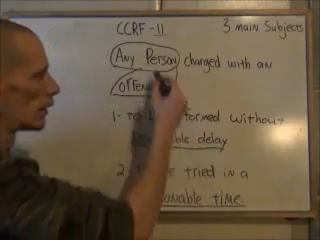 CCRF - 11
3 main Subjects
Any Person charged with an
1- to formed without
delay
2 tried in a
onable time.